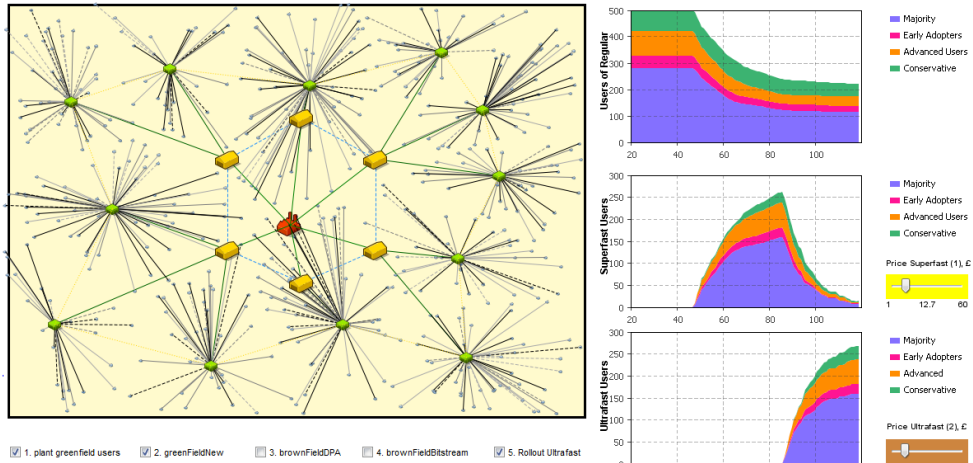 500
400
300
200
100
0
Users of Regular
20 40 60 80 100
Majority
Early Adopters
Advanced Users
Conservative
300
250
200
150
100
50
0
Superfast Users
20 40 60 80 100
Majority
Early Adopters
Advanced Users
Conservative
Price Superfast (1), £
1 12.7 60
300
250
200
150
100
50
Ultrafast Users
Majority
Early Adopters
Advanced
Conservative
Price Ultrafast (2), £
1. plant greenfield users 2. greenFieldNew 3. brownFieldDPA 4. brownFieldBitstream 5. Rollout Ultrafast